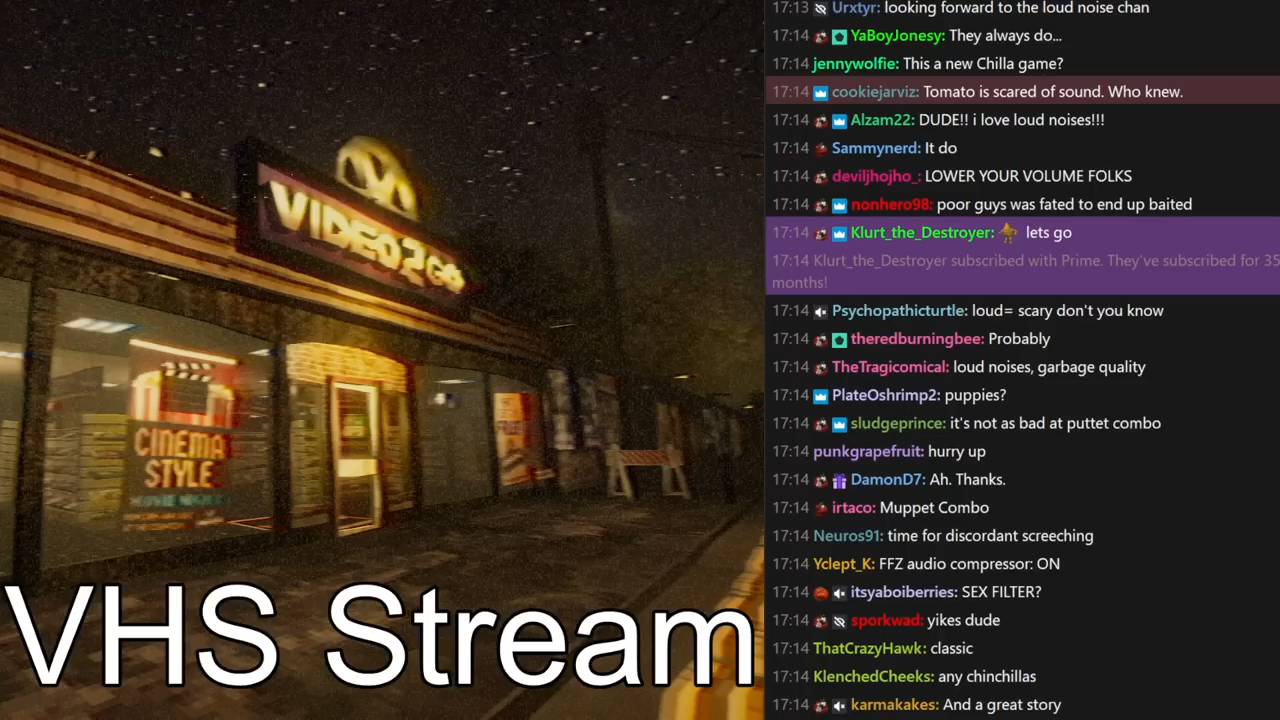 VIDEO2GO
CINEMA
STYLE
VHS Stream
17:13 Urxtyr: looking forward to the loud noise chan
17:14 YaBoyJonesy: They always do...
17:14 jennywolfie: This a new Chilla game?
17:14 cookiejarviz: Tomato is scared of sound. Who knew.
17:14 Alzam22: DUDE!! i love loud noises!!!
17:14 Sammynerd: It do
17:14 deviljhojho_: LOWER YOUR VOLUME FOLKS
17:14 nonhero98: poor guys was fated to end up baited
17:14 Klurt_the_Destroyer: lets go
17:14 Klurt_the_Destroyer subscribed with Prime. They've subscribed for 35
months!
17:14 Psychopathicturtle: loud= scary don't you know
17:14 theredburningbee: Probably
17:14 TheTragicomical: loud noises, garbage quality
17:14 PlateOshrimp2: puppies?
17:14 sludgeprince: it's not as bad at puttet combo
17:14 punkgrapefruit: hurry up
17:14 DamonD7: Ah. Thanks.
17:14 irtaco: Muppet Combo
17:14 Neuros91: time for discordant screeching
17:14 Yclept_K: FFZ audio compressor: ON
17:14 itsyaboiberries: SEX FILTER?
17:14 sporkwad: yikes dude
17:14 ThatCrazyHawk: classic
17:14 KlenchedCheeks: any chinchillas
17:14 karmakakes: And a great story